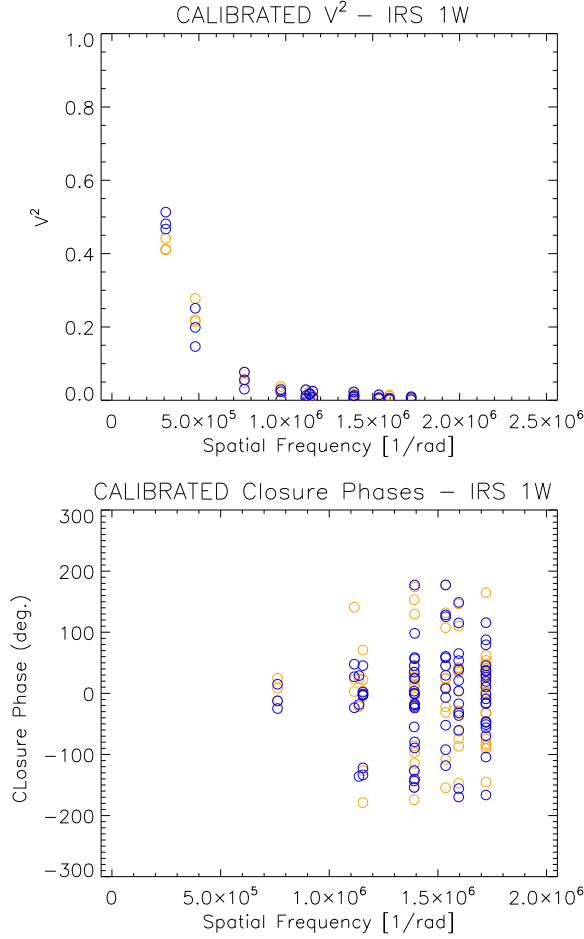 CALIBRATED V² − IRS 1W
1.0
0.8
0.6
V²
0.4
0.2
0.0
0 5.0×10⁵ 1.0×10⁶ 1.5×10⁶ 2.0×10⁶ 2.5×10⁶
Spatial Frequency [1/rad]
CALIBRATED Closure Phases − IRS 1W
300
200
100
CLosure Phase (deg.)
0
−100
−200
−300
0 5.0×10⁵ 1.0×10⁶ 1.5×10⁶ 2.0×10⁶
Spatial Frequency [1/rad]